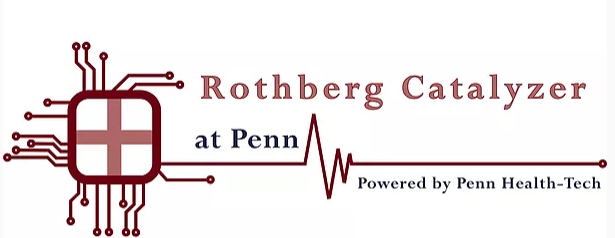 Rothberg Catalyzer
at Penn
Powered by Penn Health-Tech